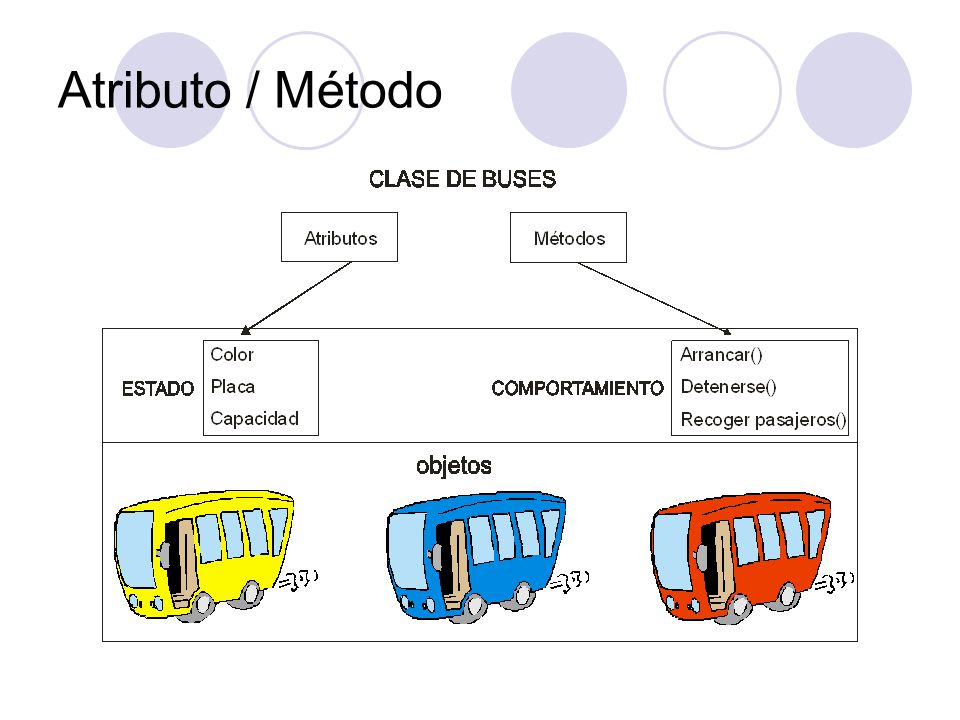 Atributo / Método
CLASE DE BUSES
Atributos
Métodos
ESTADO
Color
Placa
Capacidad
COMPORTAMIENTO
Arrancar()
Detenerse()
Recoger pasajeros()
objetos